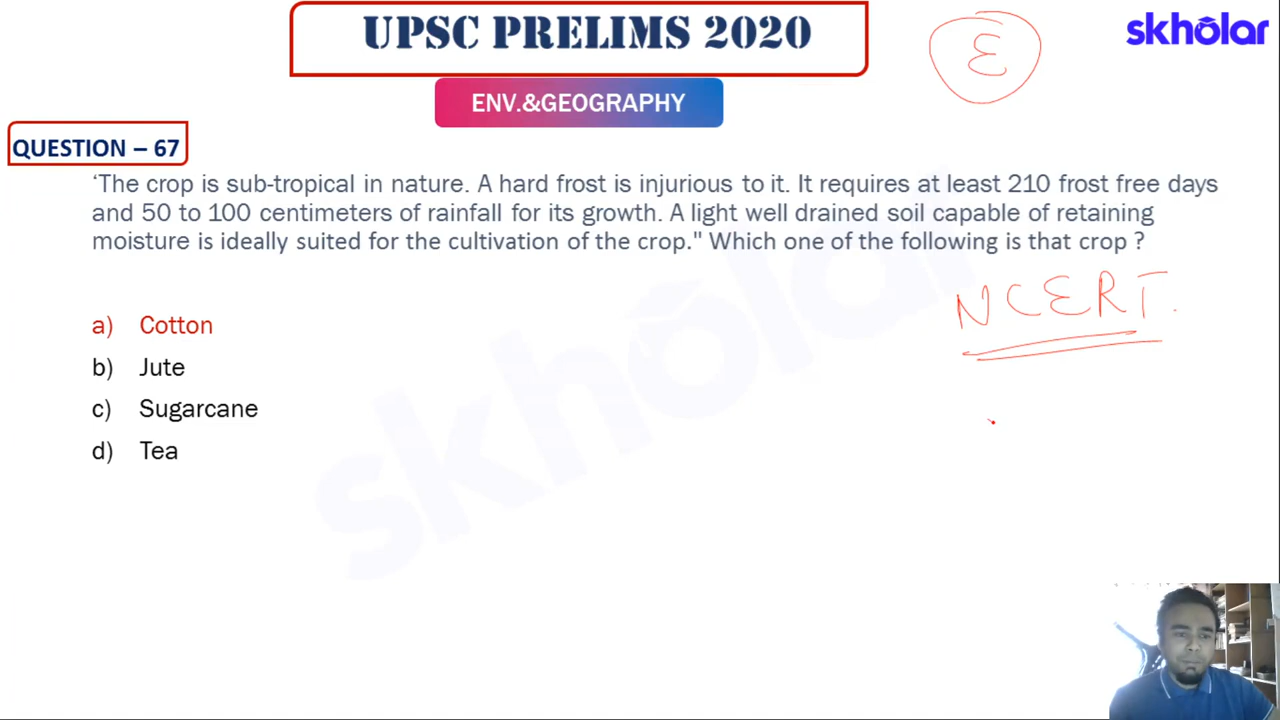 UPSC PRELIMS 2020
ε
skhōlar
ENV.&GEOGRAPHY
QUESTION – 67
‘The crop is sub-tropical in nature. A hard frost is injurious to it. It requires at least 210 frost free days
and 50 to 100 centimeters of rainfall for its growth. A light well drained soil capable of retaining
moisture is ideally suited for the cultivation of the crop." Which one of the following is that crop ?
NCERT.
a) Cotton
b) Jute
c) Sugarcane
d) Tea
skhōlar